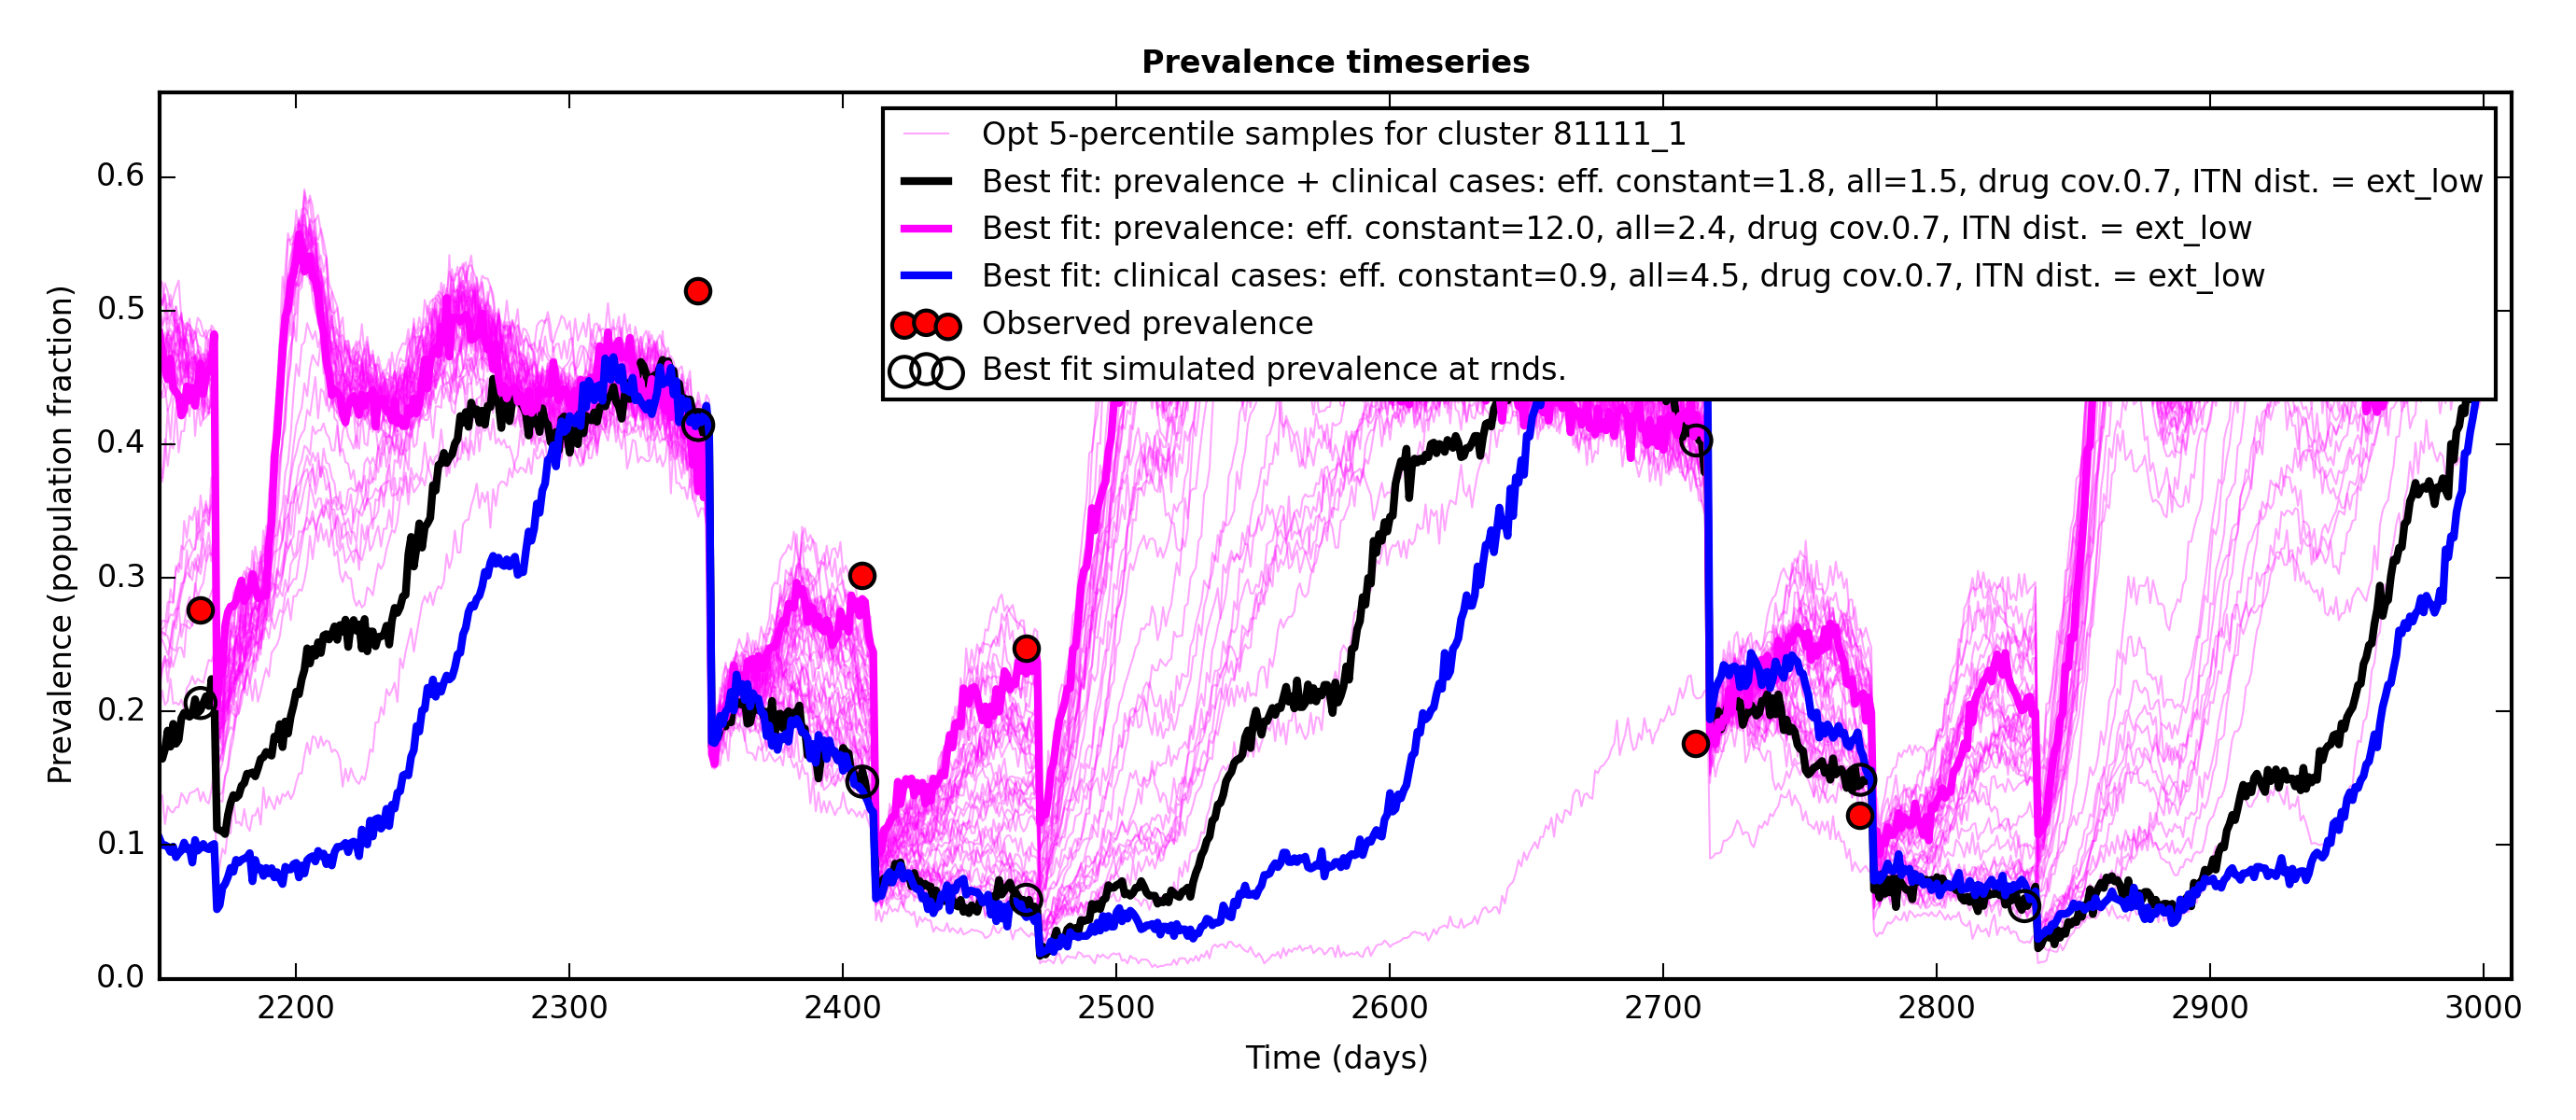 Prevalence timeseries
Opt 5-percentile samples for cluster 81111_1
Best fit: prevalence + clinical cases: eff. constant=1.8, all=1.5, drug cov.0.7, ITN dist. = ext_low
Best fit: prevalence: eff. constant=12.0, all=2.4, drug cov.0.7, ITN dist. = ext_low
Best fit: clinical cases: eff. constant=0.9, all=4.5, drug cov.0.7, ITN dist. = ext_low
Observed prevalence
Best fit simulated prevalence at rnds.
Prevalence (population fraction)
0.6
0.5
0.4
0.3
0.2
0.1
0.0
2200 2300 2400 2500 2600 2700 2800 2900 3000
Time (days)